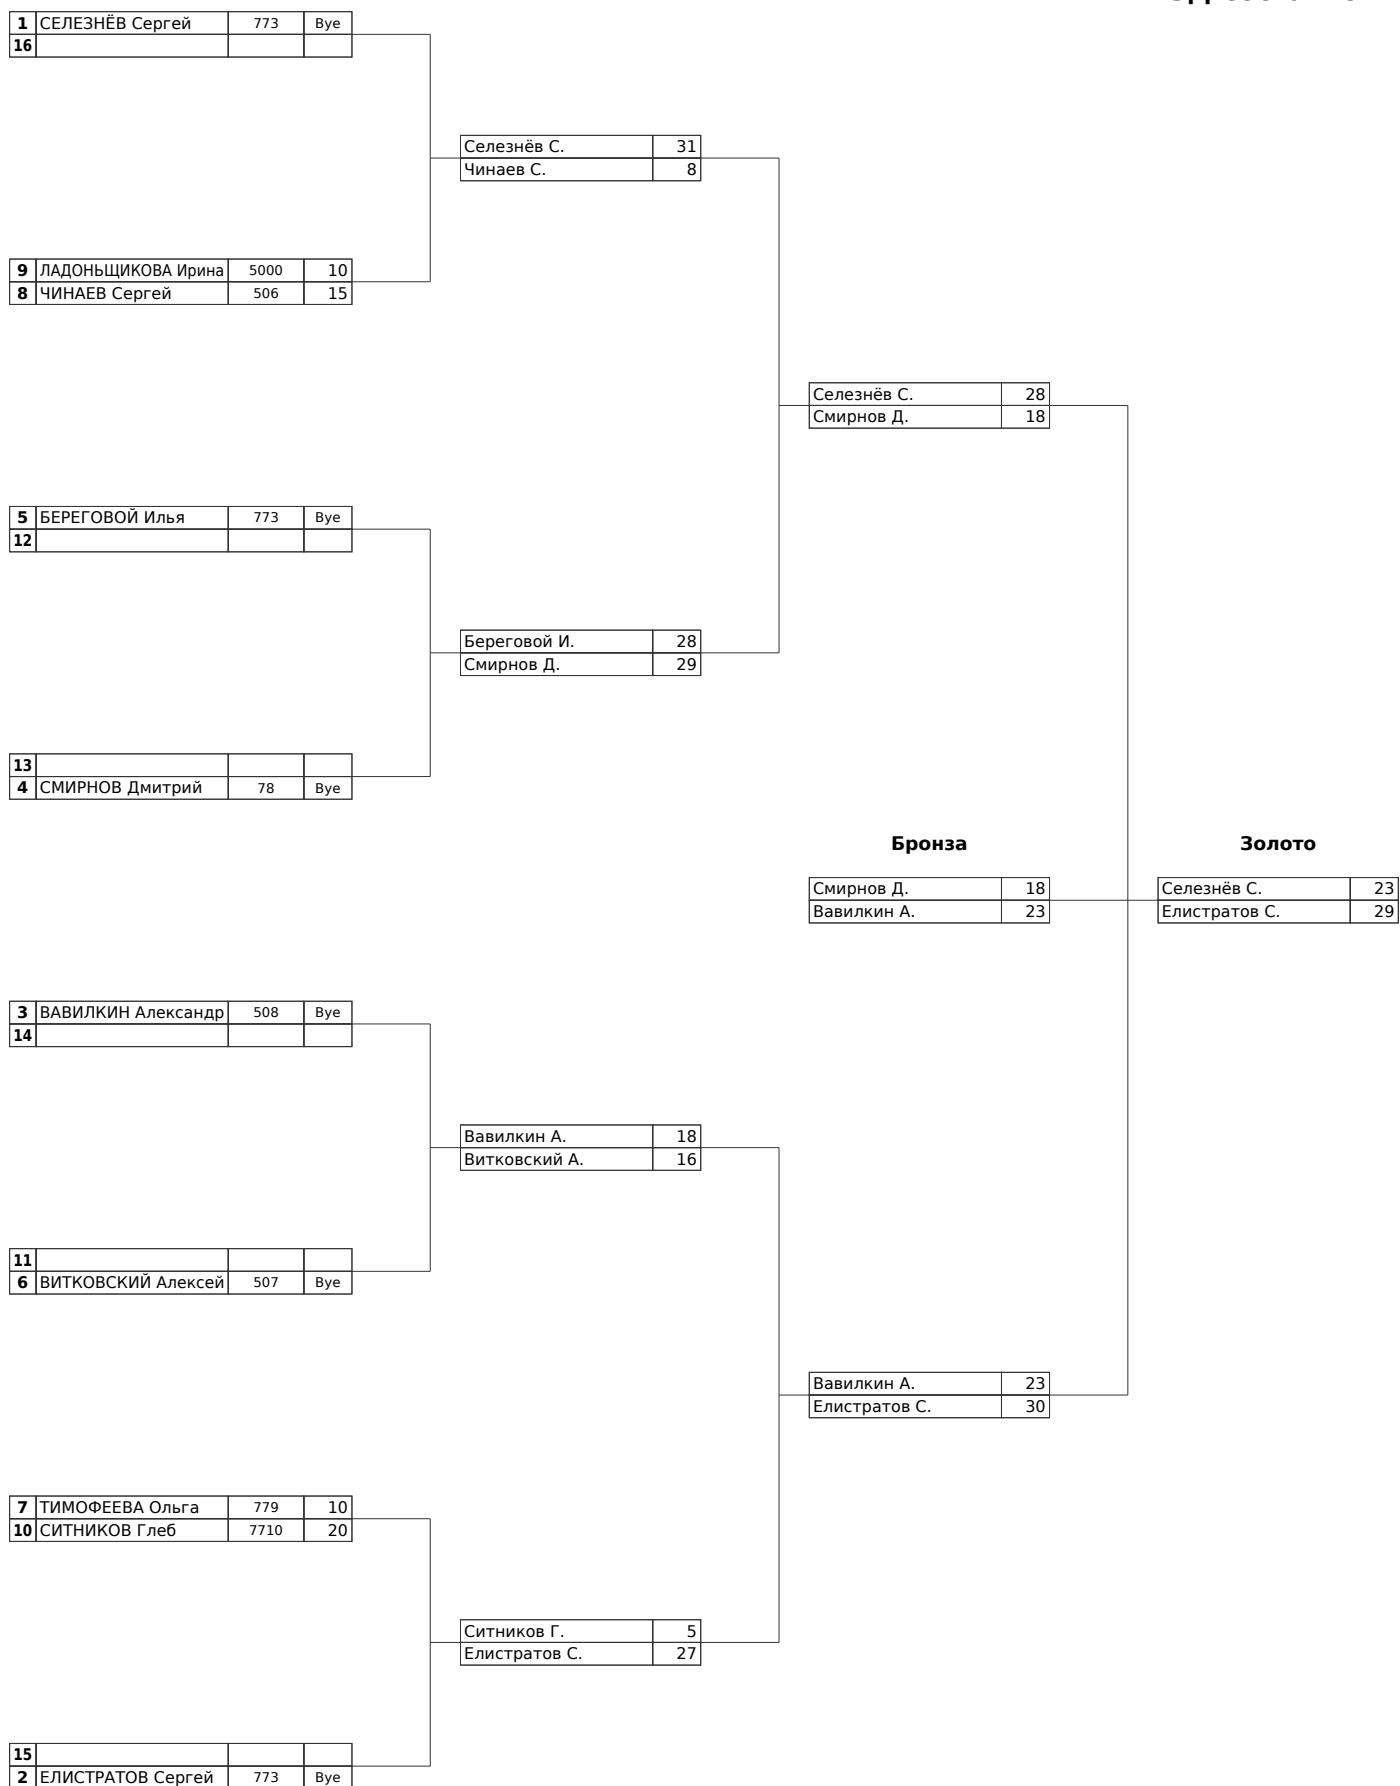 1 СЕЛЕЗНЁВ Сергей 773 Bye
16
Селезнёв С. 31
Чинаев С. 8
9 ЛАДОНЬЩИКОВА Ирина 5000 10
8 ЧИНАЕВ Сергей 506 15
Селезнёв С. 28
Смирнов Д. 18
5 БЕРЕГОВОЙ Илья 773 Bye
12
Береговой И. 28
Смирнов Д. 29
13
4 СМИРНОВ Дмитрий 78 Bye
Бронза Золото
Смирнов Д. 18 Селезнёв С. 23
Вавилкин А. 23 Елистратов С. 29
3 ВАВИЛКИН Александр 508 Bye
14
Вавилкин А. 18
Витковский А. 16
11
6 ВИТКОВСКИЙ Алексей 507 Bye
Вавилкин А. 23
Елистратов С. 30
7 ТИМОФЕЕВА Ольга 779 10
10 СИТНИКОВ Глеб 7710 20
Ситников Г. 5
Елистратов С. 27
15
2 ЕЛИСТРАТОВ Сергей 773 Bye